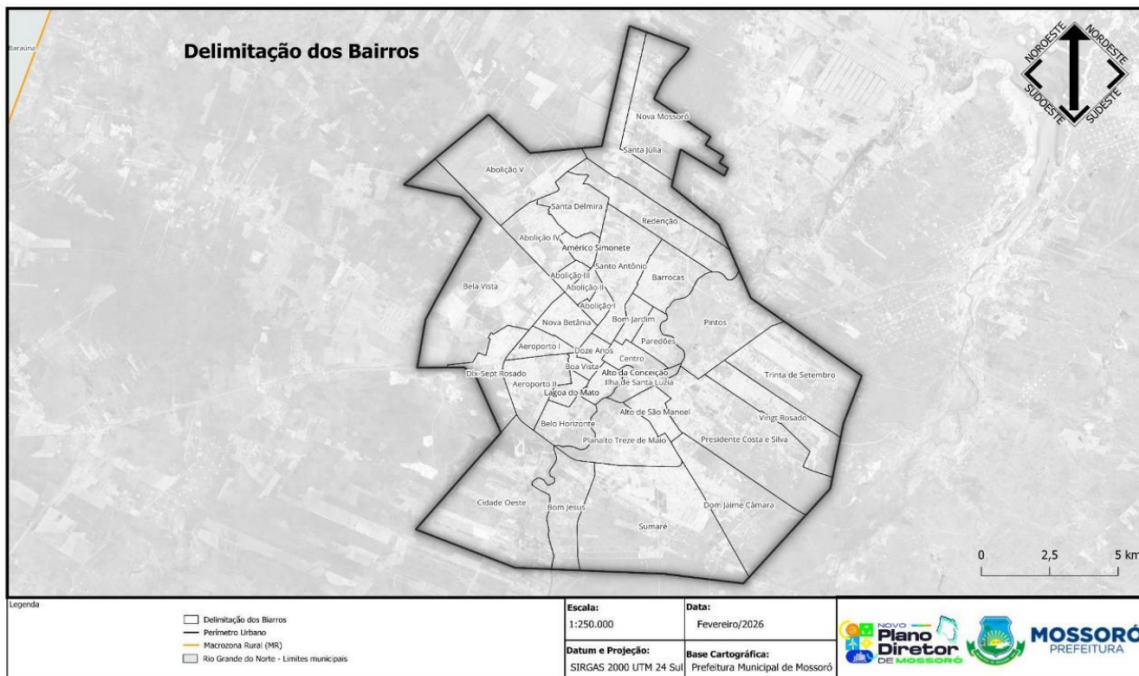 Delimitação dos Bairros
Baraúna
NOROESTE
NORDESTE
SUDOESTE
SUDESTE
Nova Mossoró
Santa Júlia
Abolição V
Santa Delmira
Redenção
Abolição IV
Américo Simonete
Santo Antônio
Abolição III
Barrocas
Bela Vista
Abolição II
Abolição I
Nova Betânia
Bom Jardim
Pintos
Paredões
Aeroporto I
Doze Anos
Centro
Dix-Sept Rosado
Boa Vista
Alto da Conceição
Trinta de Setembro
Aeroporto II
Ilha de Santa Luzia
Lagoa do Mato
Alto de São Manoel
Vingt Rosado
Belo Horizonte
Planalto Treze de Maio
Presidente Costa e Silva
Cidade Oeste
Bom Jesus
Dom Jaime Câmara
Sumaré
0 2,5 5 km
Legenda
Delimitação dos Biarros
Perímetro Urbano
Macrozona Rural (MR)
Rio Grande do Norte - Limites municipais
Escala:
1:250.000
Data:
Fevereiro/2026
Datum e Projeção:
SIRGAS 2000 UTM 24 Sul
Base Cartográfica:
Prefeitura Municipal de Mossoró
NOVO
Plano
Diretor
DE MOSSORÓ
MOSSORÓ
PREFEITURA